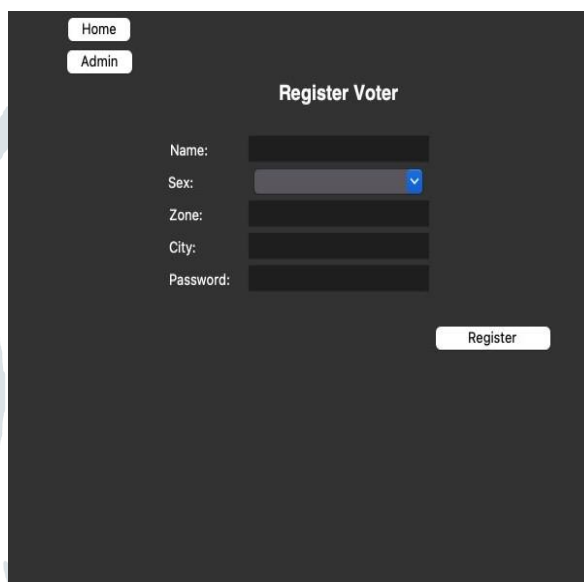 Home
Admin
Register Voter
Name:
Sex:
Zone:
City:
Password:
Register